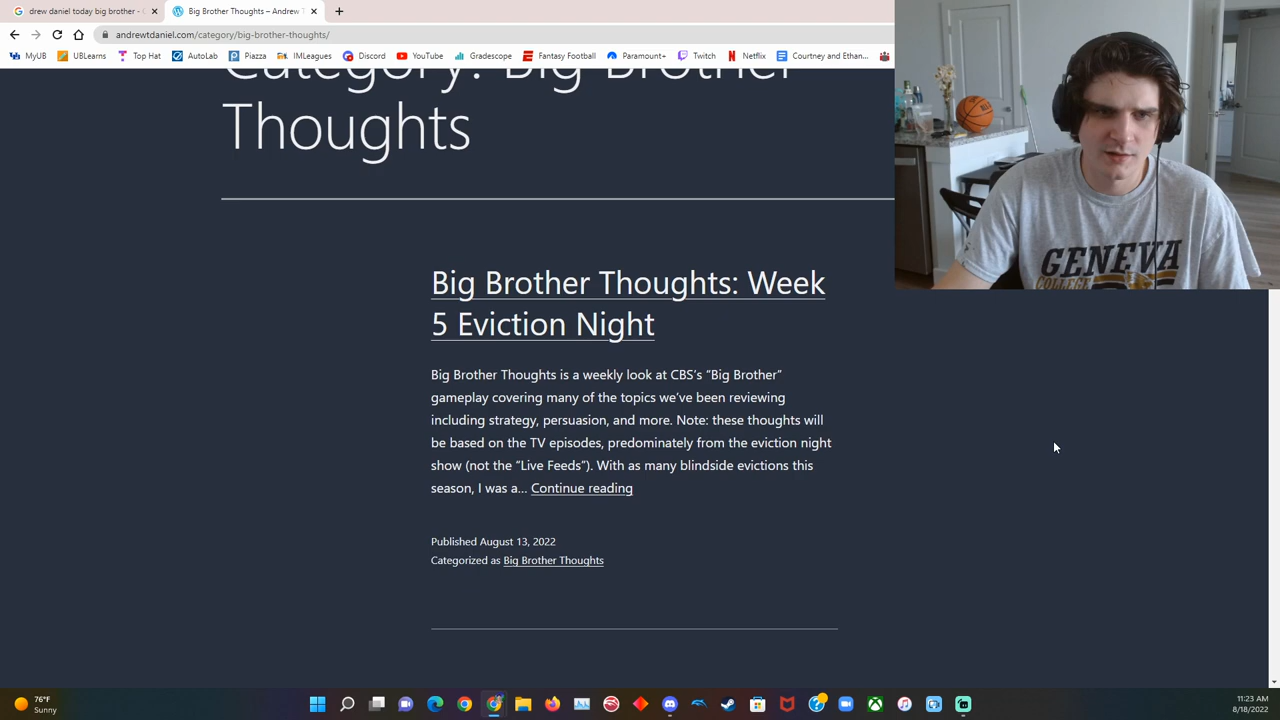 drew daniel today big brother - G
Big Brother Thoughts – Andrew T
andrewtdaniel.com/category/big-brother-thoughts/
MyUB UBLearns Top Hat AutoLab Piazza IMLeagues Discord YouTube Gradescope Fantasy Football Paramount+ Twitch Netflix Courtney and Ethan...
Category: Big Brother
Thoughts
GENEVA
COLLEGE
Big Brother Thoughts: Week
5 Eviction Night
Big Brother Thoughts is a weekly look at CBS’s “Big Brother”
gameplay covering many of the topics we’ve been reviewing
including strategy, persuasion, and more. Note: these thoughts will
be based on the TV episodes, predominately from the eviction night
show (not the “Live Feeds”). With as many blindside evictions this
season, I was a… Continue reading
Published August 13, 2022
Categorized as Big Brother Thoughts
76°F
Sunny
11:23 AM
8/18/2022